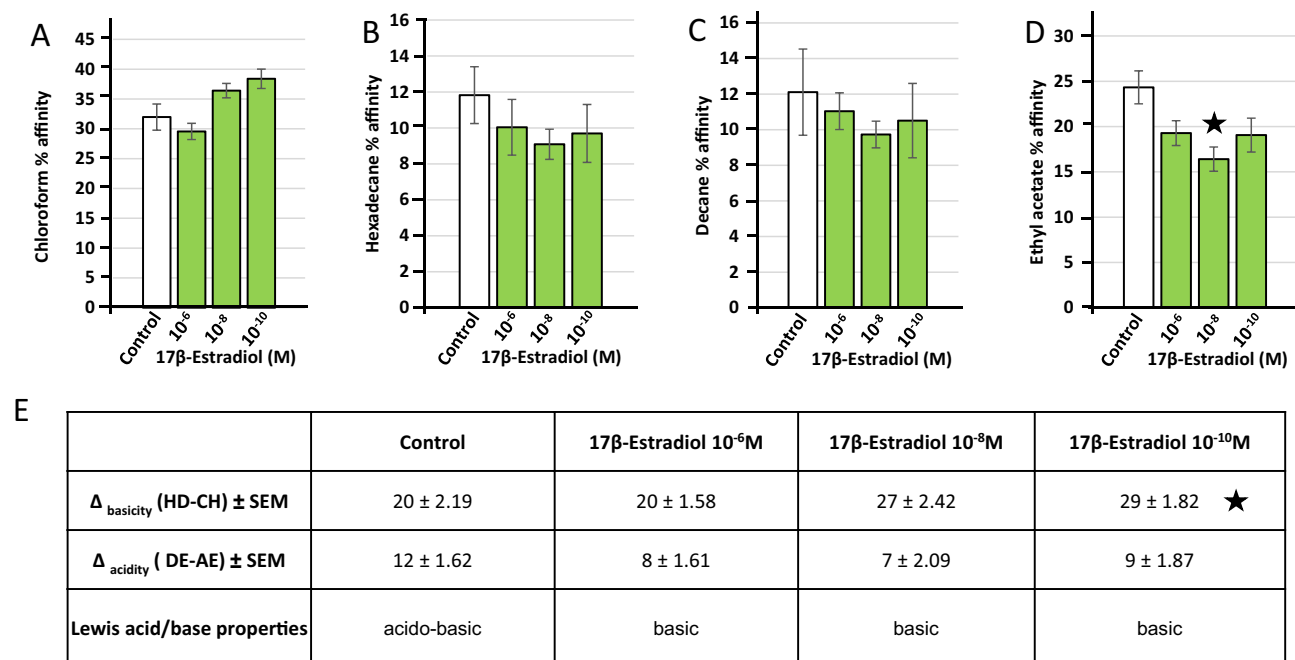 A
Chloroform % affinity
45
40
35
30
25
20
15
10
5
0
Control
10⁻⁶
10⁻⁸
10⁻¹⁰
17β-Estradiol (M)
B
Hexadecane % affinity
16
14
12
10
8
6
4
2
0
Control
10⁻⁶
10⁻⁸
10⁻¹⁰
17β-Estradiol (M)
C
Decane % affinity
16
14
12
10
8
6
4
2
0
Control
10⁻⁶
10⁻⁸
10⁻¹⁰
17β-Estradiol (M)
D
Ethyl acetate % affinity
30
25
20
15
10
5
0
Control
10⁻⁶
10⁻⁸
10⁻¹⁰
17β-Estradiol (M)
E
Control 17β-Estradiol 10⁻⁶M 17β-Estradiol 10⁻⁸M 17β-Estradiol 10⁻¹⁰M
Δ basicity (HD-CH) ± SEM 20 ± 2.19 20 ± 1.58 27 ± 2.42 29 ± 1.82 ★
Δ acidity ( DE-AE) ± SEM 12 ± 1.62 8 ± 1.61 7 ± 2.09 9 ± 1.87
Lewis acid/base properties acido-basic basic basic basic